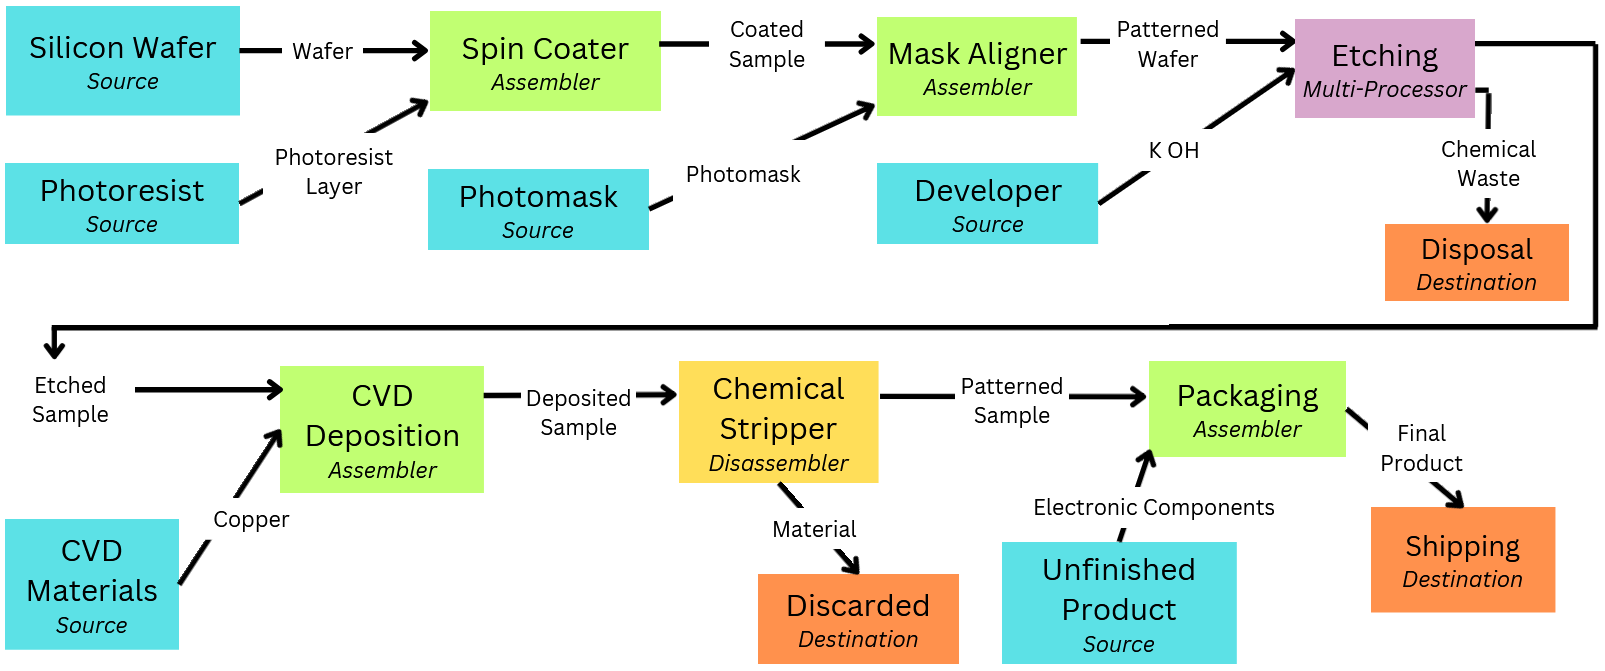 Silicon Wafer
Source
Wafer
Spin Coater
Assembler
Coated
Sample
Mask Aligner
Assembler
Patterned
Wafer
Etching
Multi-Processor
Photoresist
Source
Photoresist
Layer
Photomask
Source
Photomask
Developer
Source
K OH
Chemical
Waste
Disposal
Destination
Etched
Sample
CVD
Deposition
Assembler
Deposited
Sample
Chemical
Stripper
Disassembler
Patterned
Sample
Packaging
Assembler
Final
Product
CVD
Materials
Source
Copper
Material
Discarded
Destination
Electronic Components
Unfinished
Product
Source
Shipping
Destination